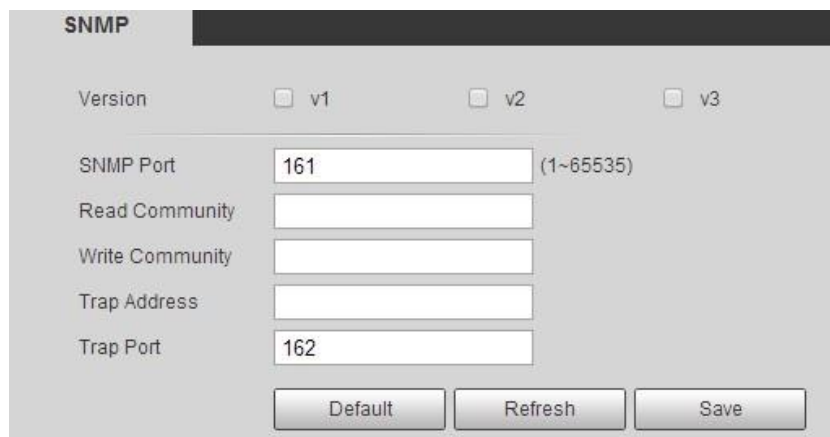 SNMP
Version v1 v2 v3
SNMP Port 161 (1~65535)
Read Community
Write Community
Trap Address
Trap Port 162
Default Refresh Save